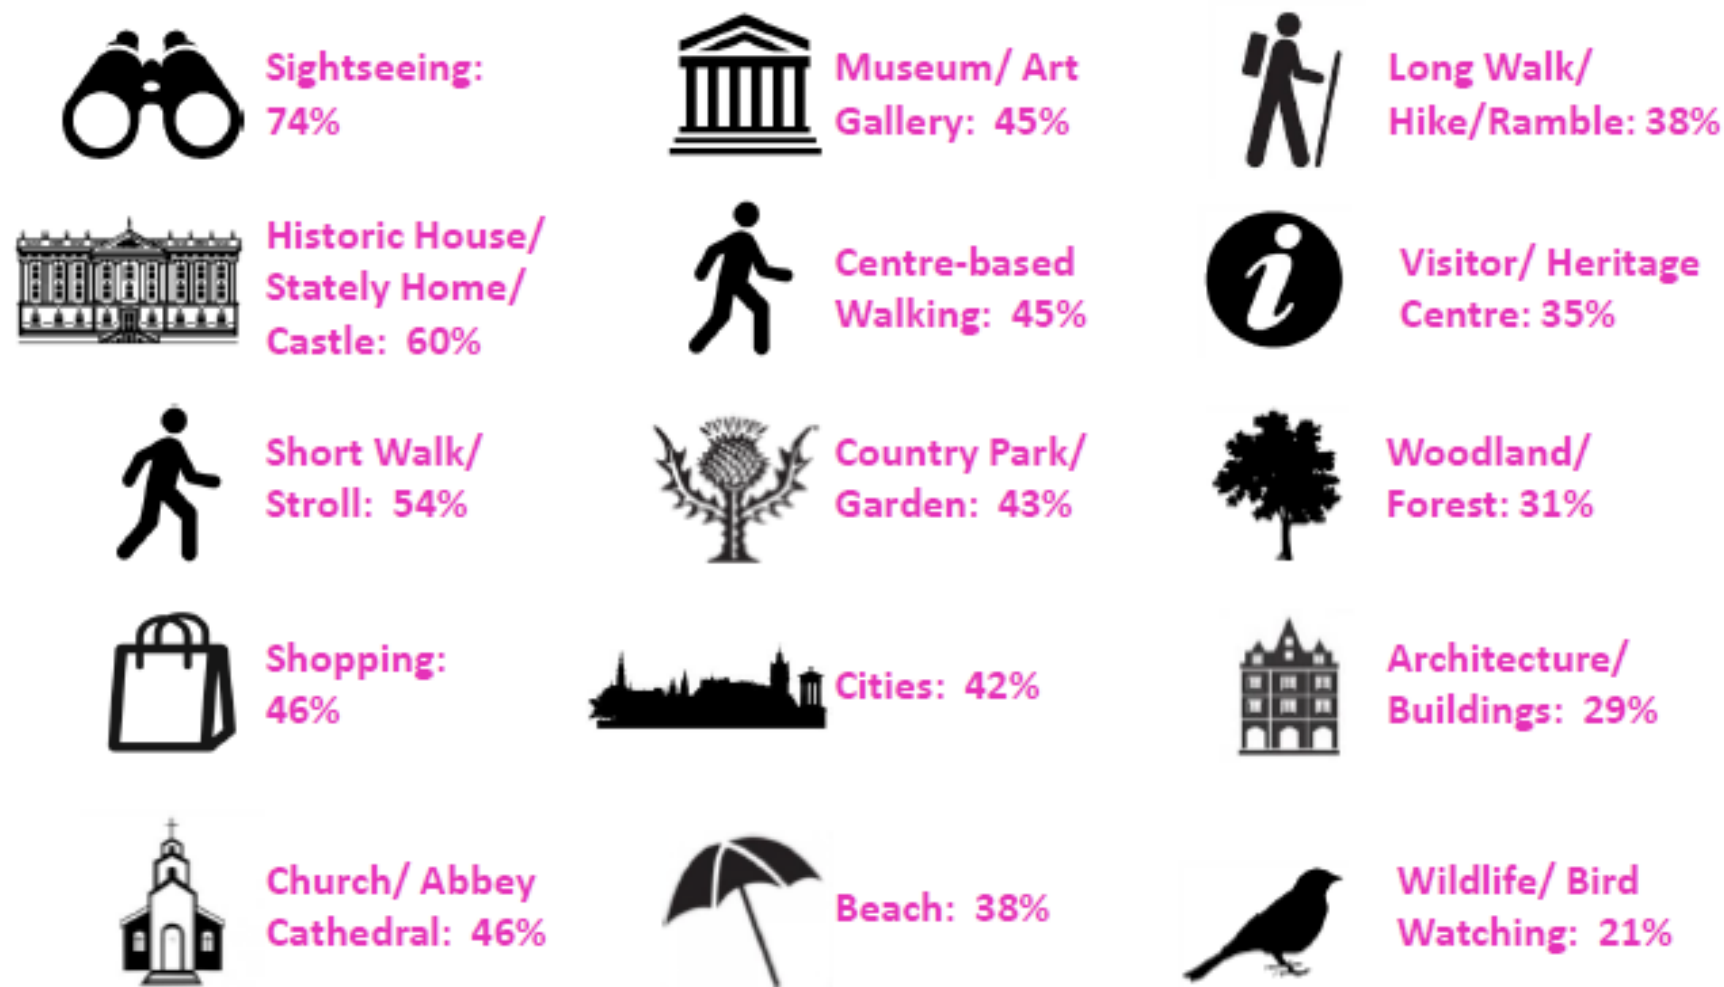 Sightseeing:
74%
Historic House/
Stately Home/
Castle: 60%
Short Walk/
Stroll: 54%
Shopping:
46%
Church/ Abbey
Cathedral: 46%
Museum/ Art
Gallery: 45%
Centre-based
Walking: 45%
Country Park/
Garden: 43%
Cities: 42%
Beach: 38%
Long Walk/
Hike/Ramble: 38%
Visitor/ Heritage
Centre: 35%
Woodland/
Forest: 31%
Architecture/
Buildings: 29%
Wildlife/ Bird
Watching: 21%